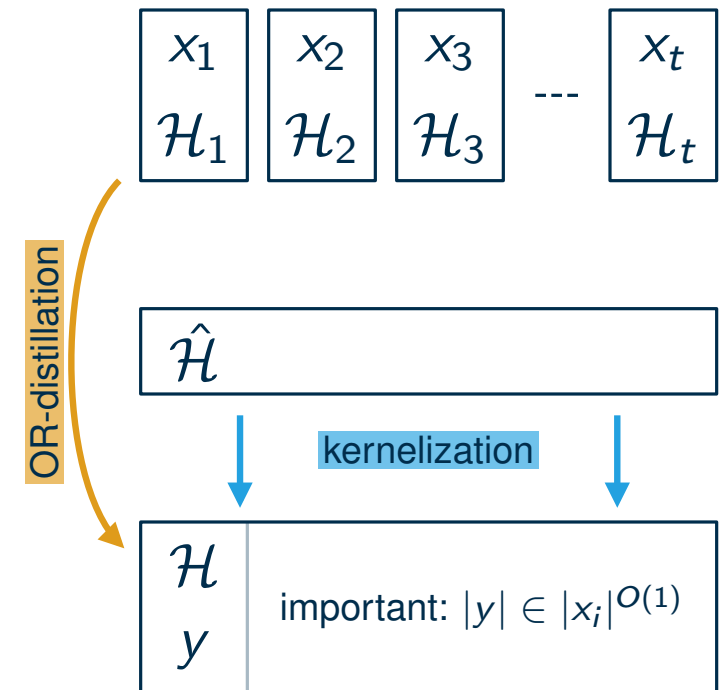 x₁ x₂ x₃ --- xₜ
ℋ₁ ℋ₂ ℋ₃ ℋₜ
OR-distillation
ℋ̂
kernelization
ℋ
important: |y| ∈ |xᵢ|^{O(1)}
y